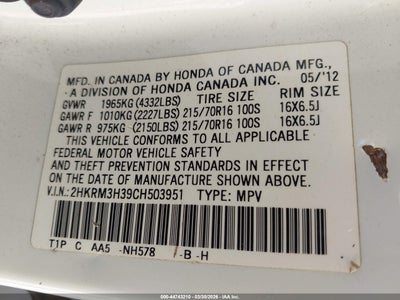 MFD. IN CANADA BY HONDA OF CANADA MFG.,
A DIVISION OF HONDA CANADA INC. 05/'12
GVWR 1965KG (4332LBS) TIRE SIZE RIM SIZE
GAWR F 1010KG (2227LBS) 215/70R16 100S 16X6.5J
GAWR R 975KG (2150LBS) 215/70R16 100S 16X6.5J
THIS VEHICLE CONFORMS TO ALL APPLICABLE
FEDERAL MOTOR VEHICLE SAFETY
AND THEFT PREVENTION STANDARDS IN EFFECT
ON THE DATE OF MANUFACTURE SHOWN ABOVE.
V.I.N.: 2HKRM3H39CH503951 TYPE: MPV
T1P C AA5 -NH578 -B -H
000-44743210 - 03/30/2026 - IAAI.COM